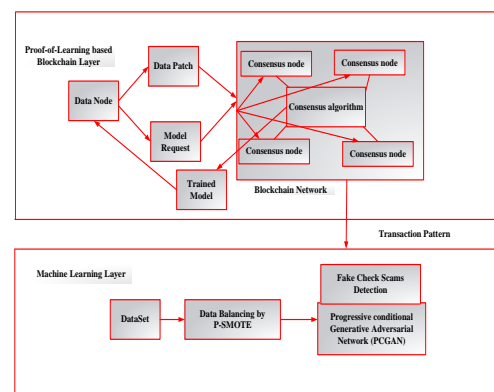 Proof-of-Learning based
Blockchain Layer
Data Patch
Consensus node
Consensus node
Data Node
Consensus algorithm
Model
Request
Consensus node
Consensus node
Trained
Model
Blockchain Network
Transaction Pattern
Machine Learning Layer
Fake Check Scams
Detection
DataSet
Data Balancing by
P-SMOTE
Progressive conditional
Generative Adversarial
Network (PCGAN)